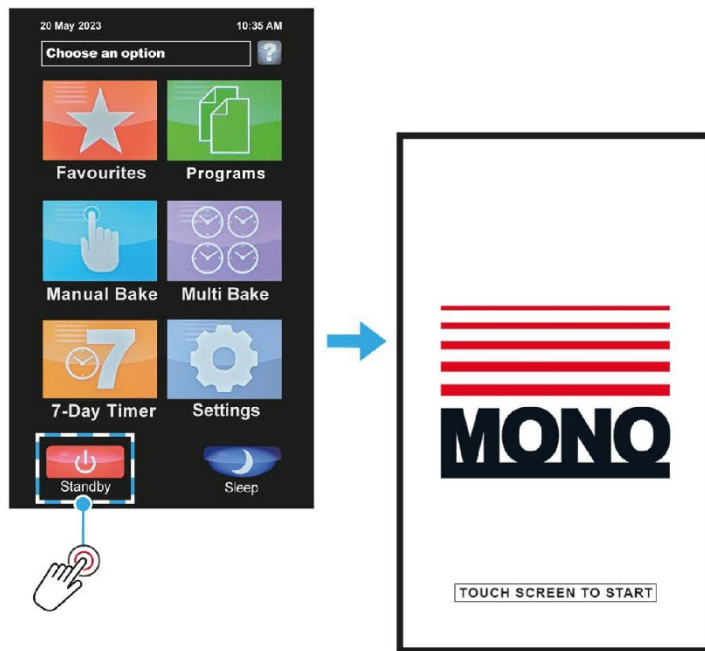 20 May 2023 10:35 AM
Choose an option ?
Favourites Programs
Manual Bake Multi Bake
7
7-Day Timer Settings
Standby Sleep
MONO
TOUCH SCREEN TO START